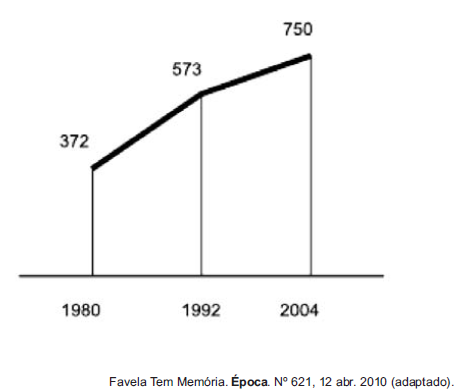 750
573
372
1980 1992 2004
Favela Tem Memória. Época. Nº 621, 12 abr. 2010 (adaptado).